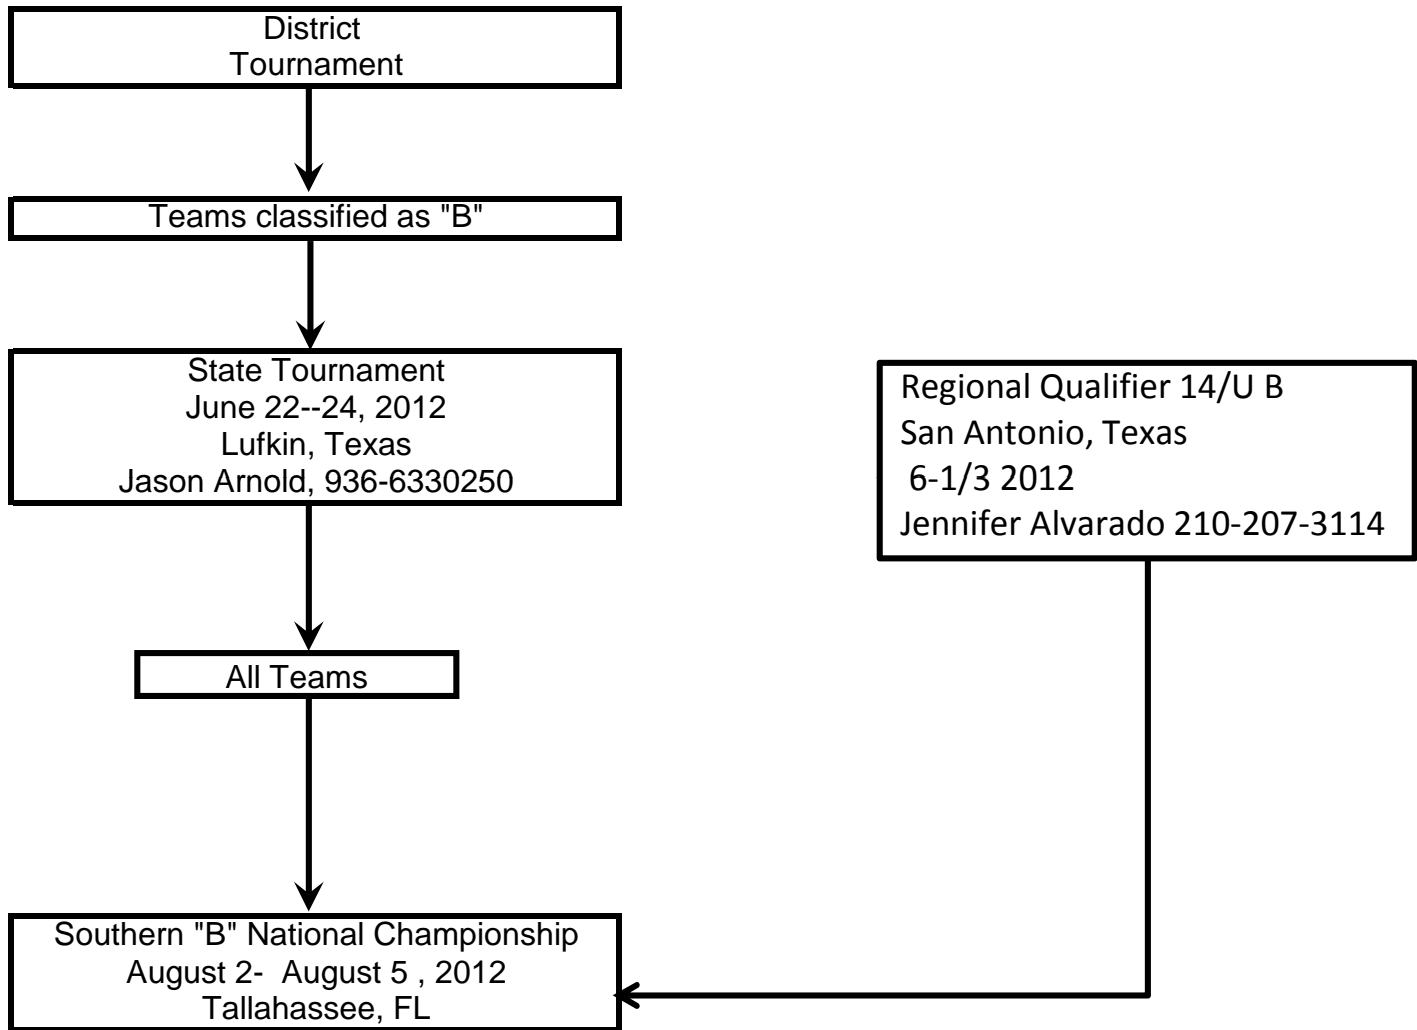 District
Tournament
Teams classified as "B"
State Tournament
June 22--24, 2012
Lufkin, Texas
Jason Arnold, 936-6330250
Regional Qualifier 14/U B
San Antonio, Texas
6-1/3 2012
Jennifer Alvarado 210-207-3114
All Teams
Southern "B" National Championship
August 2-  August 5 , 2012
Tallahassee, FL